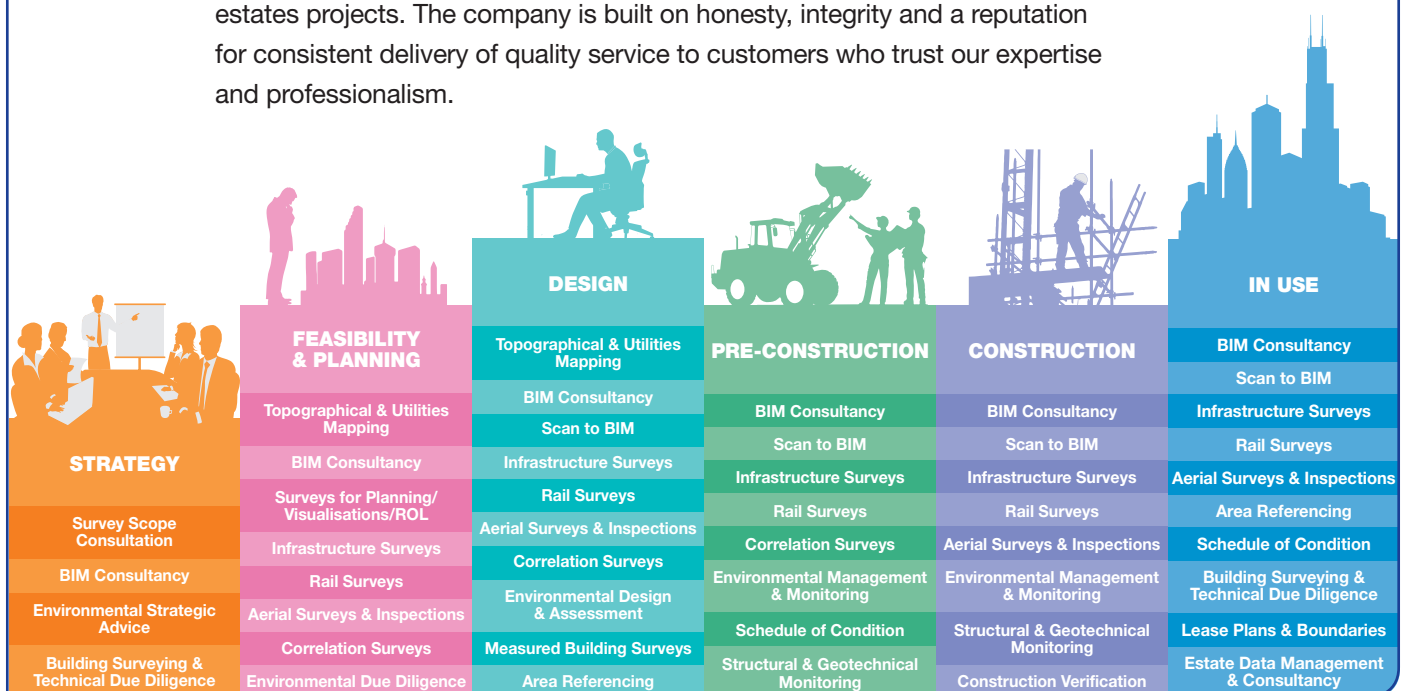 estates projects. The company is built on honesty, integrity and a reputation
for consistent delivery of quality service to customers who trust our expertise
and professionalism.
STRATEGY
Survey Scope
Consultation
BIM Consultancy
Environmental Strategic
Advice
Building Surveying &
Technical Due Diligence
FEASIBILITY
& PLANNING
Topographical & Utilities
Mapping
BIM Consultancy
Surveys for Planning/
Visualisations/ROL
Infrastructure Surveys
Rail Surveys
Aerial Surveys & Inspections
Correlation Surveys
Environmental Due Diligence
DESIGN
Topographical & Utilities
Mapping
BIM Consultancy
Scan to BIM
Infrastructure Surveys
Rail Surveys
Aerial Surveys & Inspections
Correlation Surveys
Environmental Design
& Assessment
Measured Building Surveys
Area Referencing
PRE-CONSTRUCTION
BIM Consultancy
Scan to BIM
Infrastructure Surveys
Rail Surveys
Correlation Surveys
Environmental Management
& Monitoring
Schedule of Condition
Structural & Geotechnical
Monitoring
CONSTRUCTION
BIM Consultancy
Scan to BIM
Infrastructure Surveys
Rail Surveys
Aerial Surveys & Inspections
Environmental Management
& Monitoring
Structural & Geotechnical
Monitoring
Construction Verification
IN USE
BIM Consultancy
Scan to BIM
Infrastructure Surveys
Rail Surveys
Aerial Surveys & Inspections
Area Referencing
Schedule of Condition
Building Surveying &
Technical Due Diligence
Lease Plans & Boundaries
Estate Data Management
& Consultancy